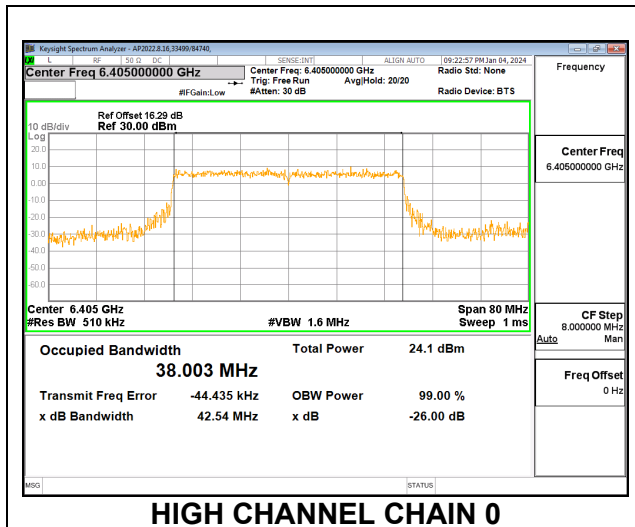 Keysight Spectrum Analyzer - AP2022.8.16,33499/84740,
L RF 50 Ω DC SENSE:INT ALIGN AUTO 09:22:57 PM Jan 04, 2024
Center Freq 6.405000000 GHz
Center Freq: 6.405000000 GHz
Radio Std: None
Trig: Free Run Avg|Hold: 20/20
#IFGain:Low #Atten: 30 dB Radio Device: BTS
Frequency
Ref Offset 16.29 dB
10 dB/div Ref 30.00 dBm
Log
20.0
10.0
0.00
-10.0
-20.0
-30.0
-40.0
-50.0
-60.0
Center Freq
6.405000000 GHz
Center 6.405 GHz Span 80 MHz
#Res BW 510 kHz #VBW 1.6 MHz Sweep 1 ms
CF Step
8.000000 MHz
Auto Man
Occupied Bandwidth Total Power 24.1 dBm
38.003 MHz
Transmit Freq Error -44.435 kHz OBW Power 99.00 %
x dB Bandwidth 42.54 MHz x dB -26.00 dB
Freq Offset
0 Hz
MSG STATUS
HIGH CHANNEL CHAIN 0